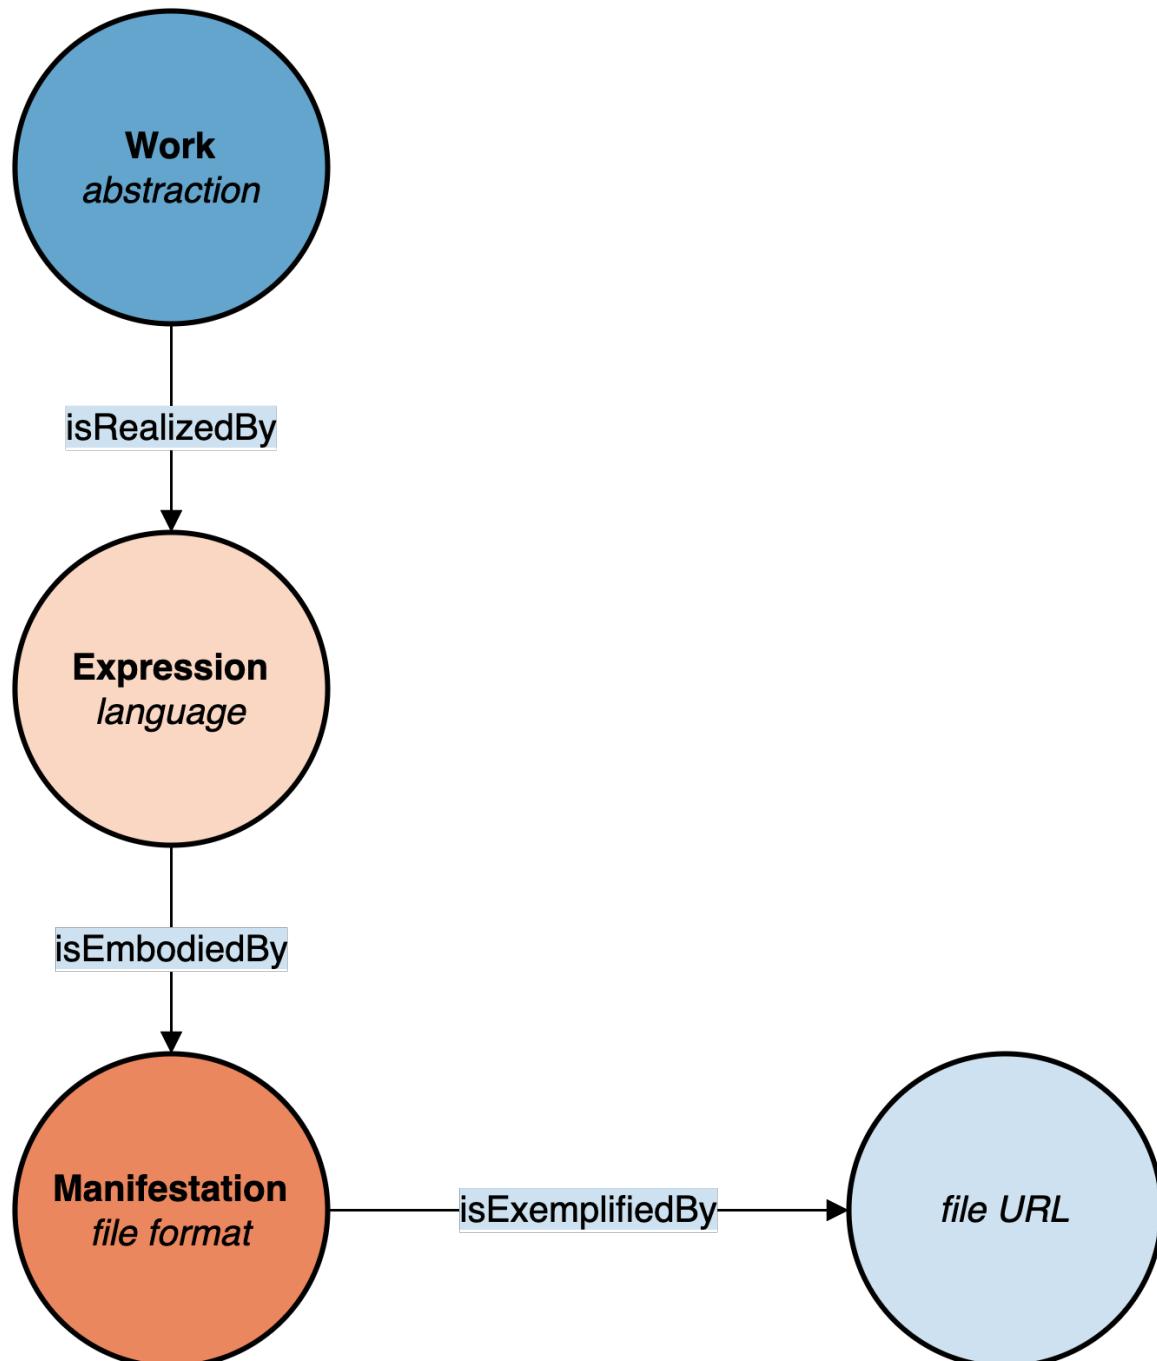 Work
abstraction
isRealizedBy
Expression
language
isEmbodiedBy
Manifestation
file format
isExemplifiedBy
file URL